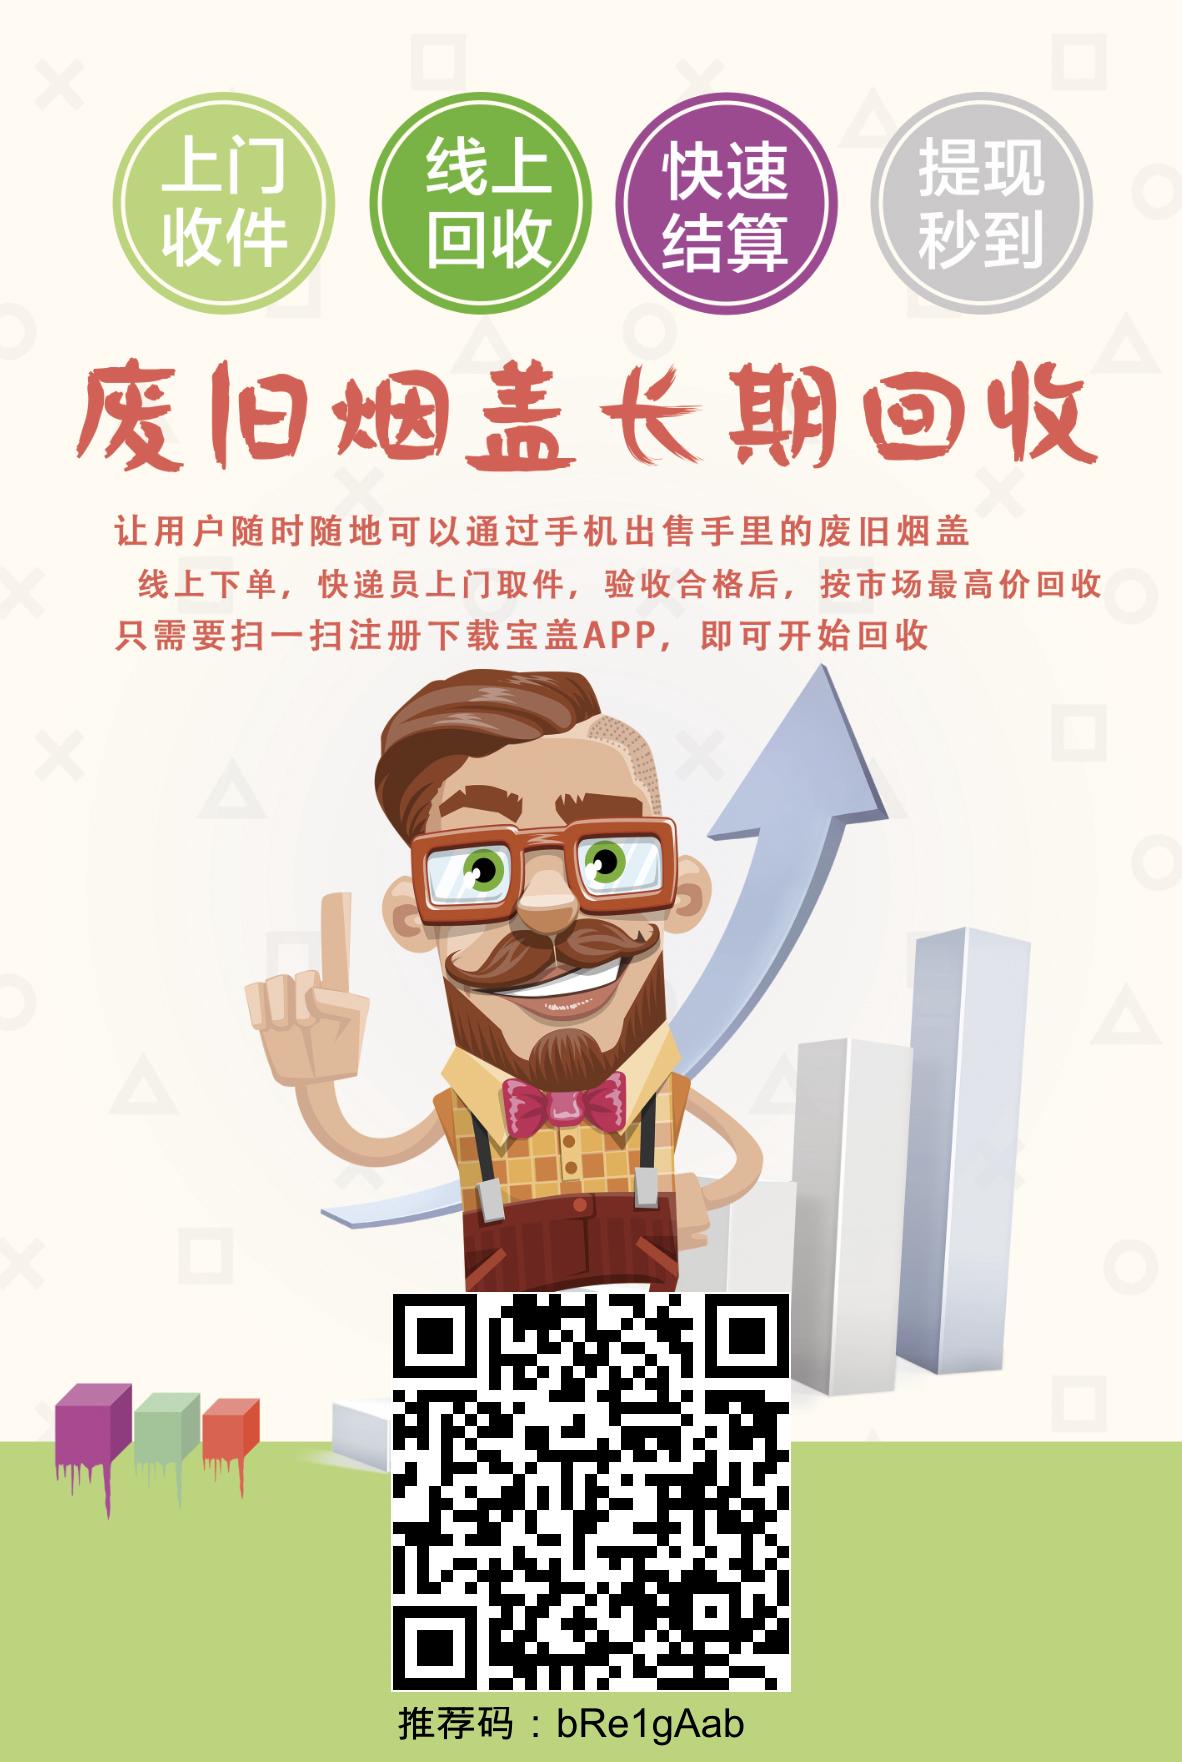 上门
收件
线上
回收
快速
结算
提现
秒到
废旧烟盖长期回收
让用户随时随地可以通过手机出售手里的废旧烟盖
线上下单，快递员上门取件，验收合格后，按市场最高价回收
只需要扫一扫注册下载宝盖APP，即可开始回收
推荐码：bRe1gAab